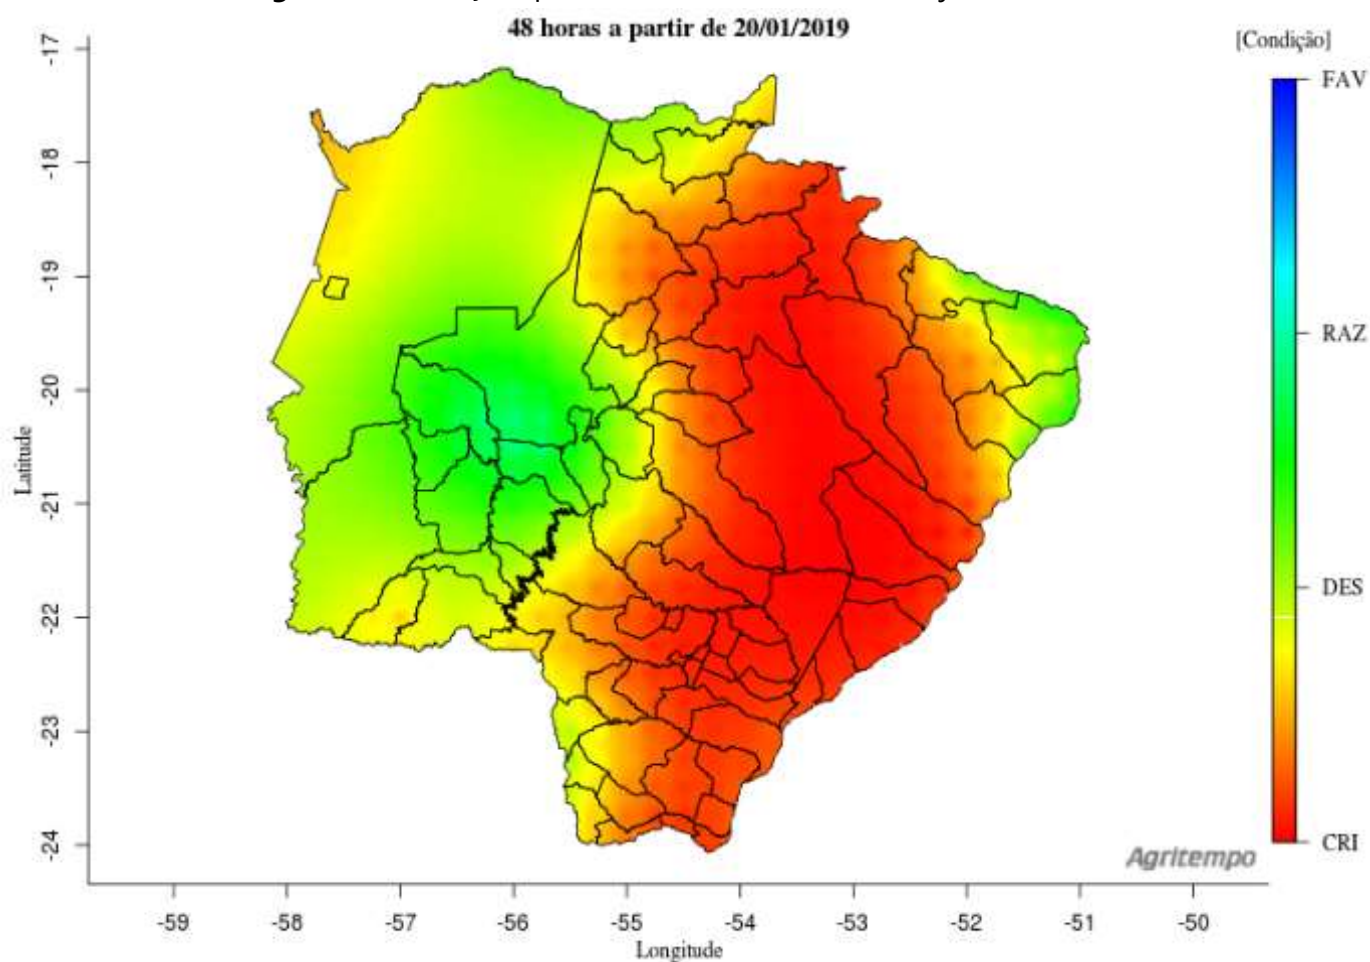 48 horas a partir de 20/01/2019
[Condição]
FAV
RAZ
DES
CRI
Latitude
-17
-18
-19
-20
-21
-22
-23
-24
Agritempo
-59 -58 -57 -56 -55 -54 -53 -52 -51 -50
Longitude